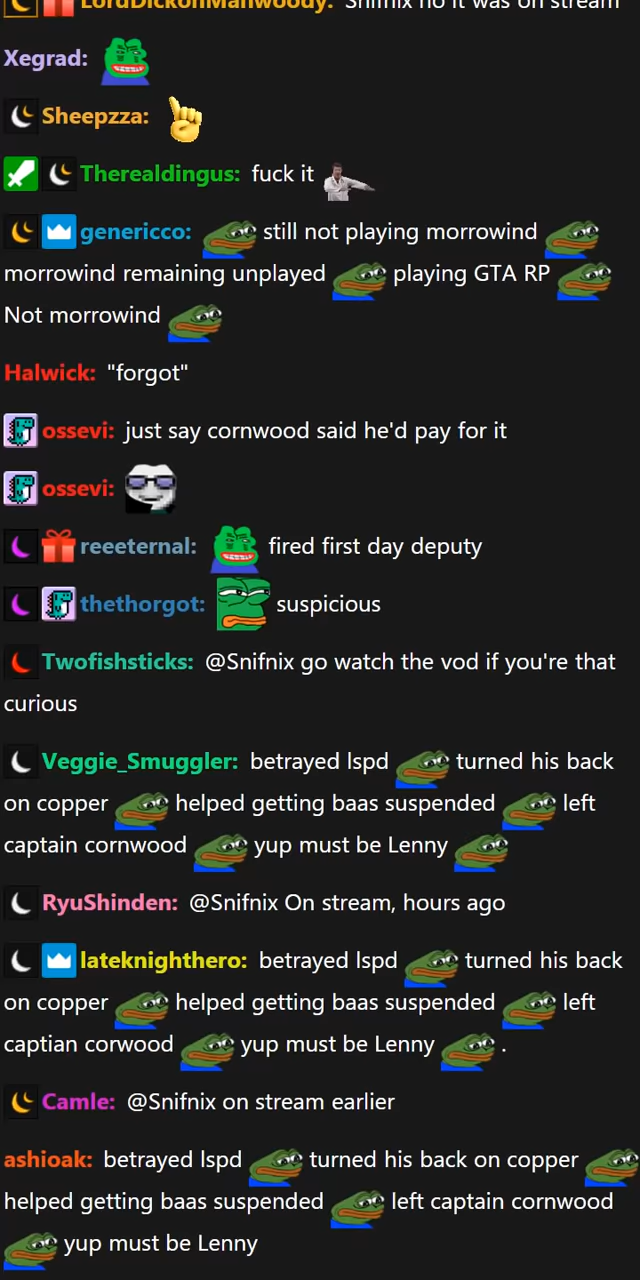 LordDickonManwoody: Snifnix no it was on stream
Xegrad:
Sheepzza:
Therealdingus: fuck it
genericco: still not playing morrowind
morrowind remaining unplayed playing GTA RP
Not morrowind
Halwick: "forgot"
ossevi: just say cornwood said he'd pay for it
ossevi:
reeeternal: fired first day deputy
thethorgot: suspicious
Twofishsticks: @Snifnix go watch the vod if you're that
curious
Veggie_Smuggler: betrayed lspd turned his back
on copper helped getting baas suspended left
captain cornwood yup must be Lenny
RyuShinden: @Snifnix On stream, hours ago
lateknighthero: betrayed lspd turned his back
on copper helped getting baas suspended left
captian corwood yup must be Lenny .
Camle: @Snifnix on stream earlier
ashioak: betrayed lspd turned his back on copper
helped getting baas suspended left captain cornwood
yup must be Lenny